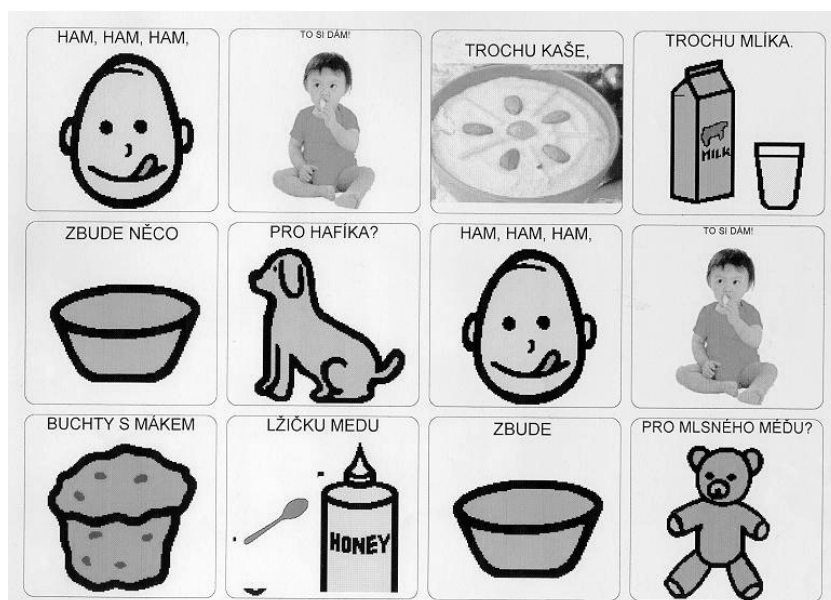 HAM, HAM, HAM,
TO SI DÁM!
TROCHU KAŠE,
TROCHU MLÍKA.
MILK
ZBUDE NĚCO
PRO HAFÍKA?
HAM, HAM, HAM,
TO SI DÁM!
BUCHTY S MÁKEM
LŽIČKU MEDU
HONEY
ZBUDE
PRO MLSNÉHO MÉĎU?